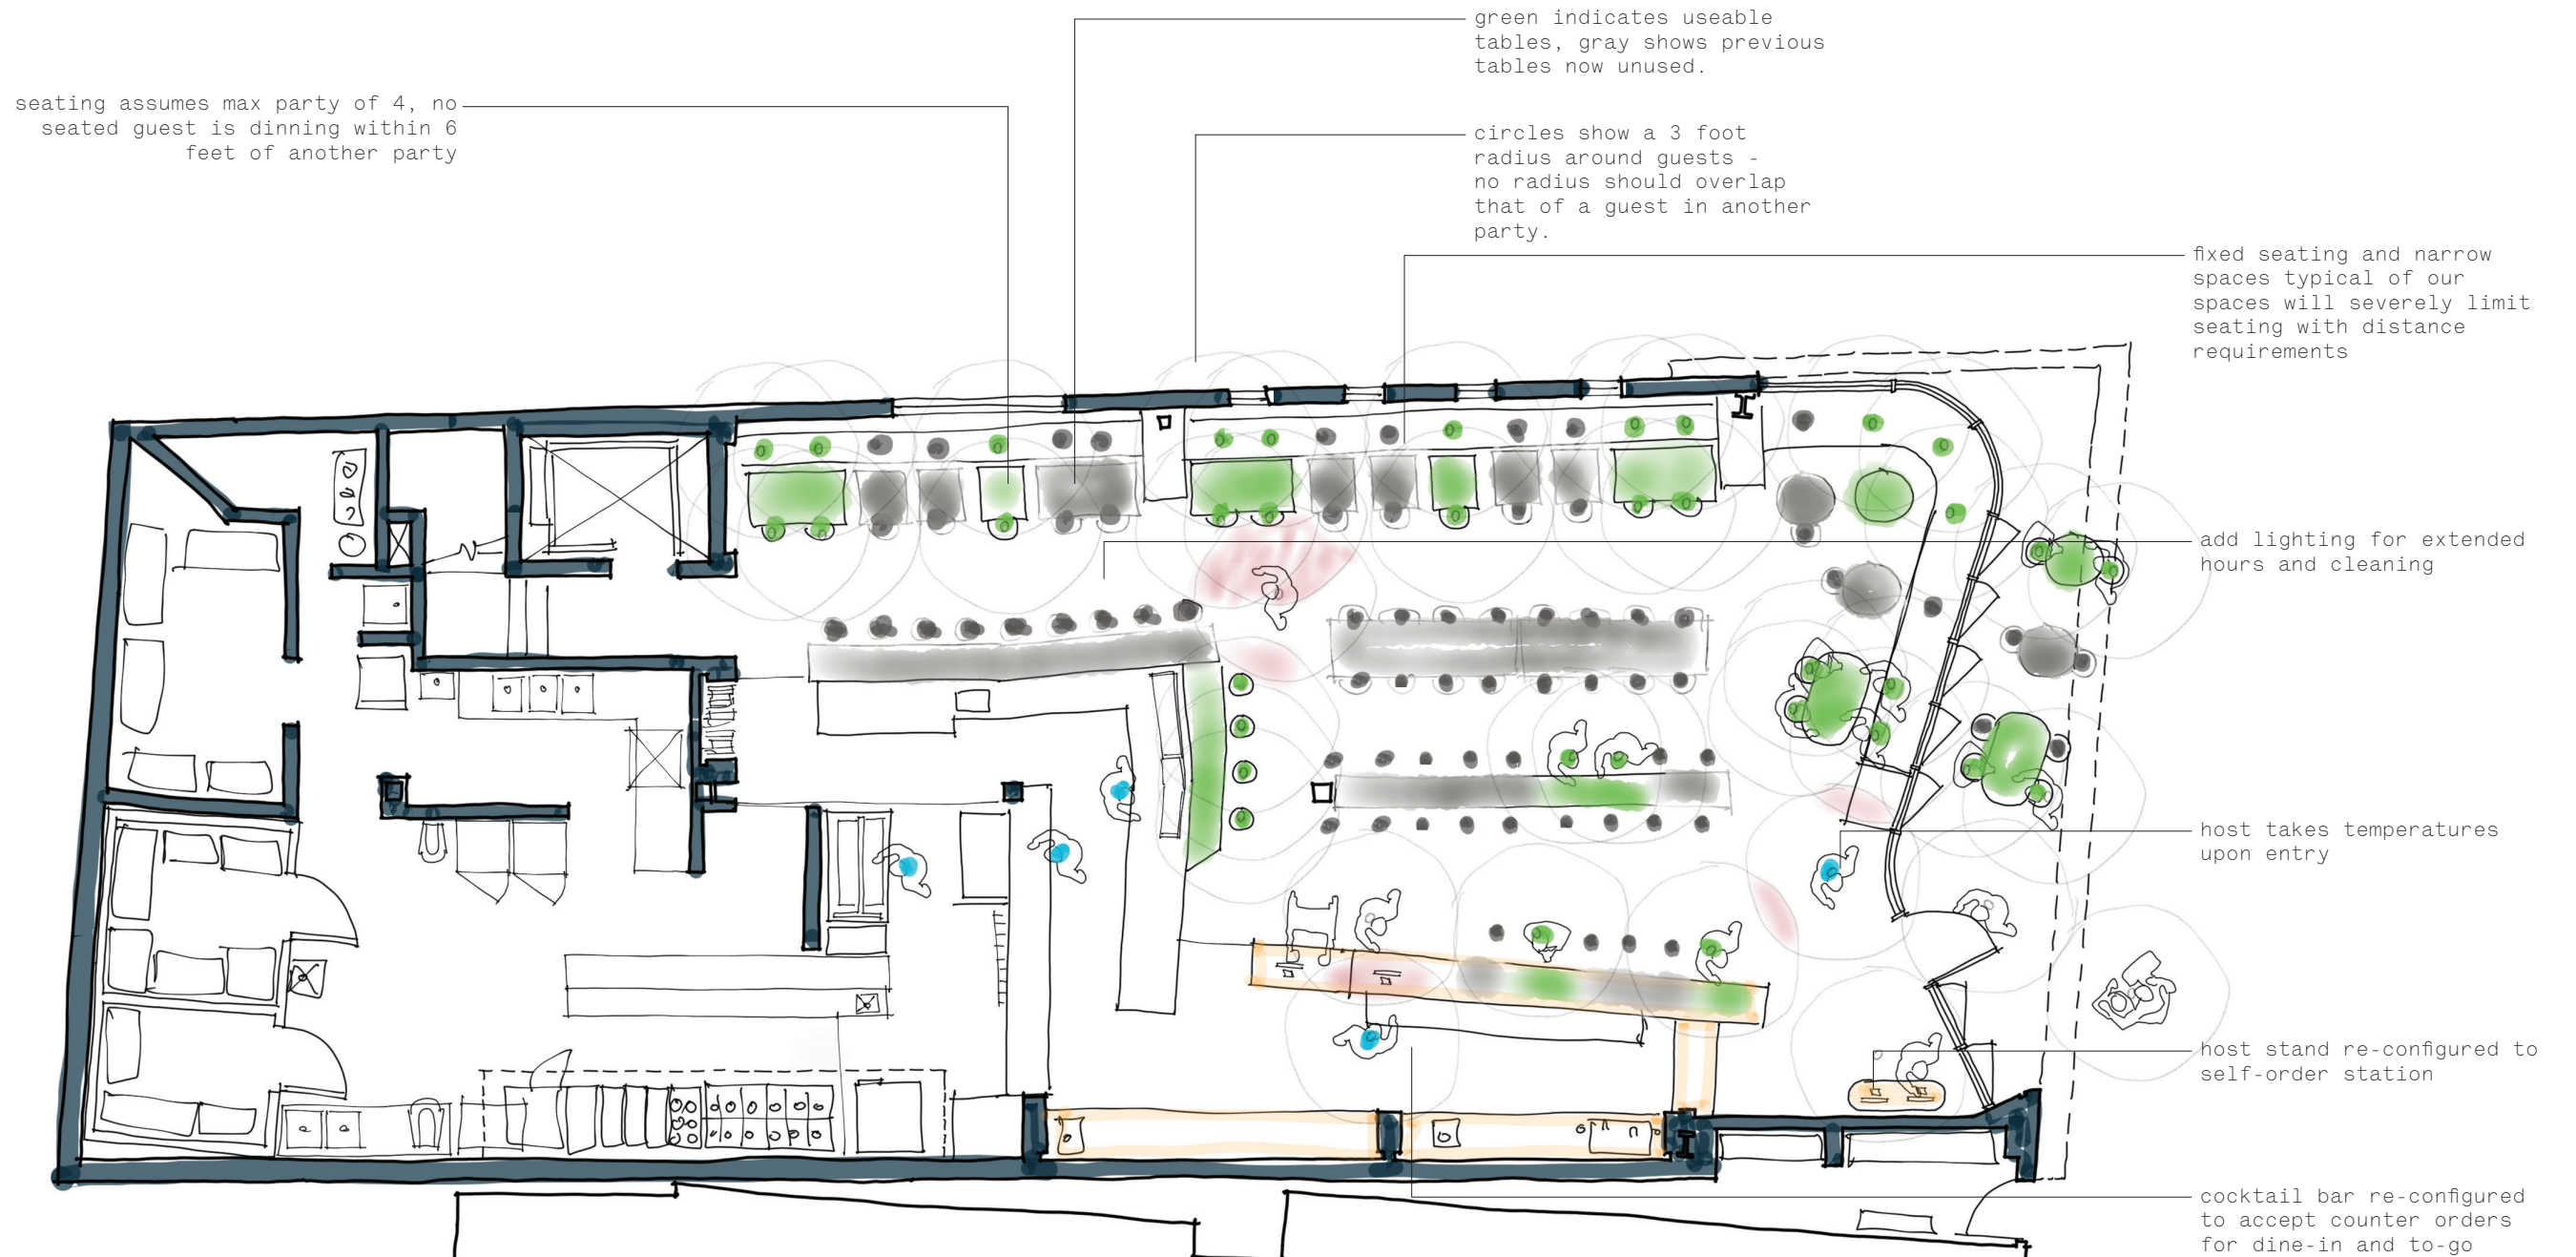 green indicates useable
tables, gray shows previous
tables now unused.
seating assumes max party of 4, no
seated guest is dinning within 6
feet of another party
circles show a 3 foot
radius around guests -
no radius should overlap
that of a guest in another
party.
fixed seating and narrow
spaces typical of our
spaces will severely limit
seating with distance
requirements
add lighting for extended
hours and cleaning
host takes temperatures
upon entry
host stand re-configured to
self-order station
cocktail bar re-configured
to accept counter orders
for dine-in and to-go